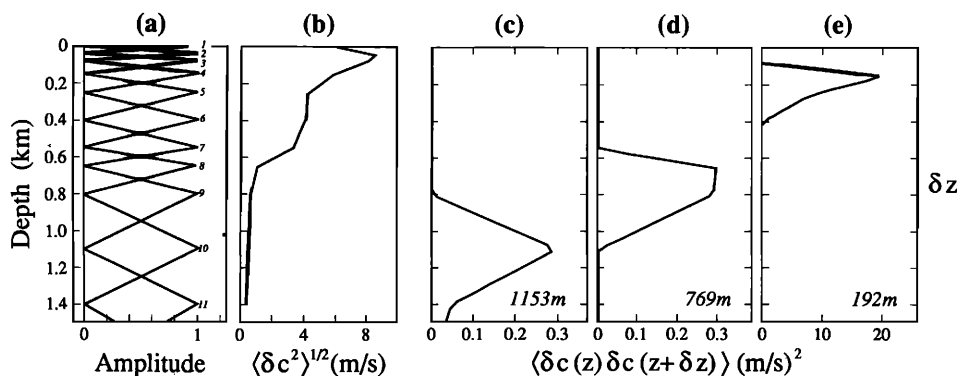 (a) (b) (c) (d) (e)
0
0.2
0.4
0.6
0.8
1.0
1.2
1.4
Depth (km)
1
2
3
4
5
6
7
8
9
10
11
1153m
769m
192m
δz
0 1
0 4 8
0 0.1 0.2 0.3
0 0.1 0.2 0.3
0 10 20
Amplitude
⟨δc²⟩^1/2 (m/s)
⟨δc(z) δc(z+δz)⟩ (m/s)²